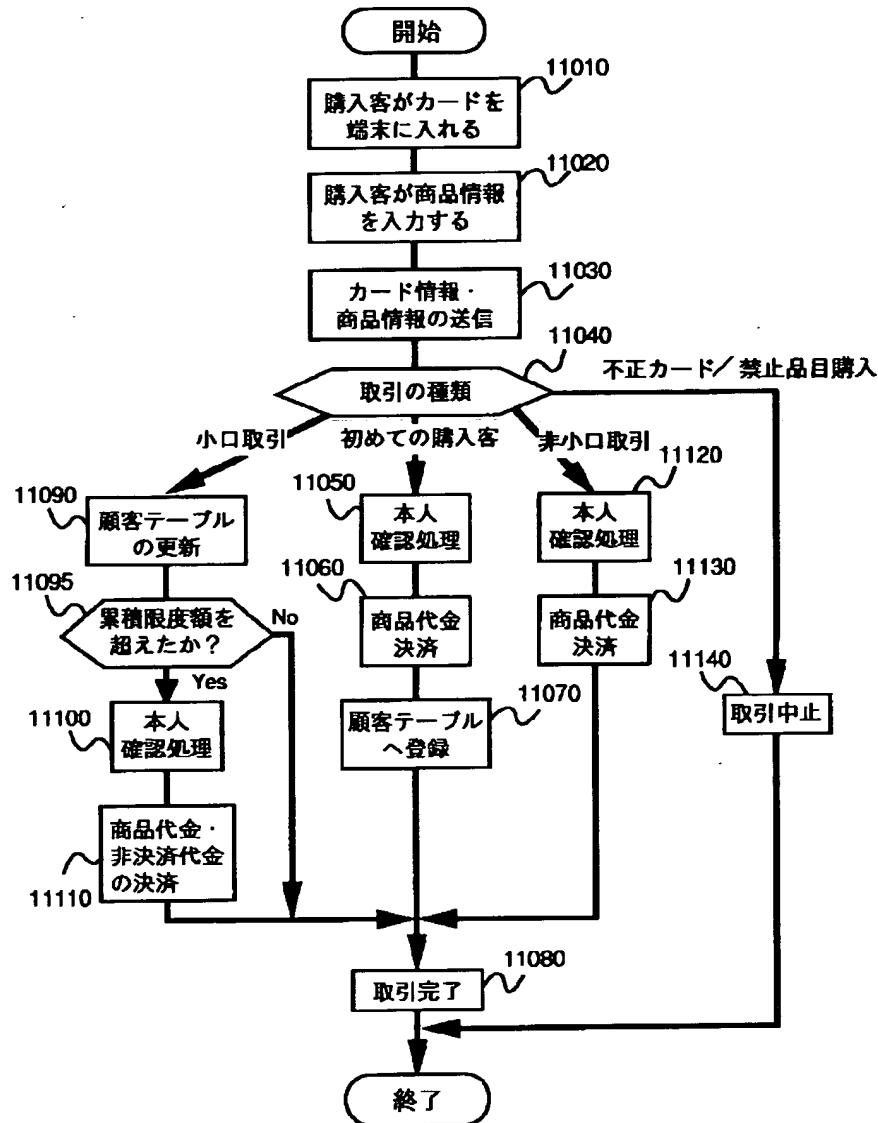 開始
11010
購入客がカードを
端末に入れる
11020
購入客が商品情報
を入力する
11030
カード情報・
商品情報の送信
11040
取引の種類
不正カード／禁止品目購入
小口取引
初めての購入客
非小口取引
11090
顧客テーブル
の更新
11050
本人
確認処理
11120
本人
確認処理
11095
累積限度額を
超えたか？
No
Yes
11060
商品代金
決済
11130
商品代金
決済
11100
本人
確認処理
11070
顧客テーブル
へ登録
11140
取引中止
商品代金・
非決済代金
の決済
11110
11080
取引完了
終了